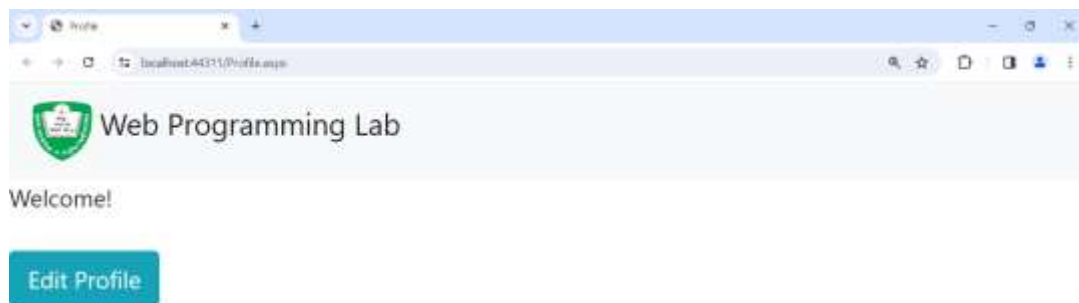 Profile
localhost:44311/Profile.aspx
Web Programming Lab
Welcome!
Edit Profile